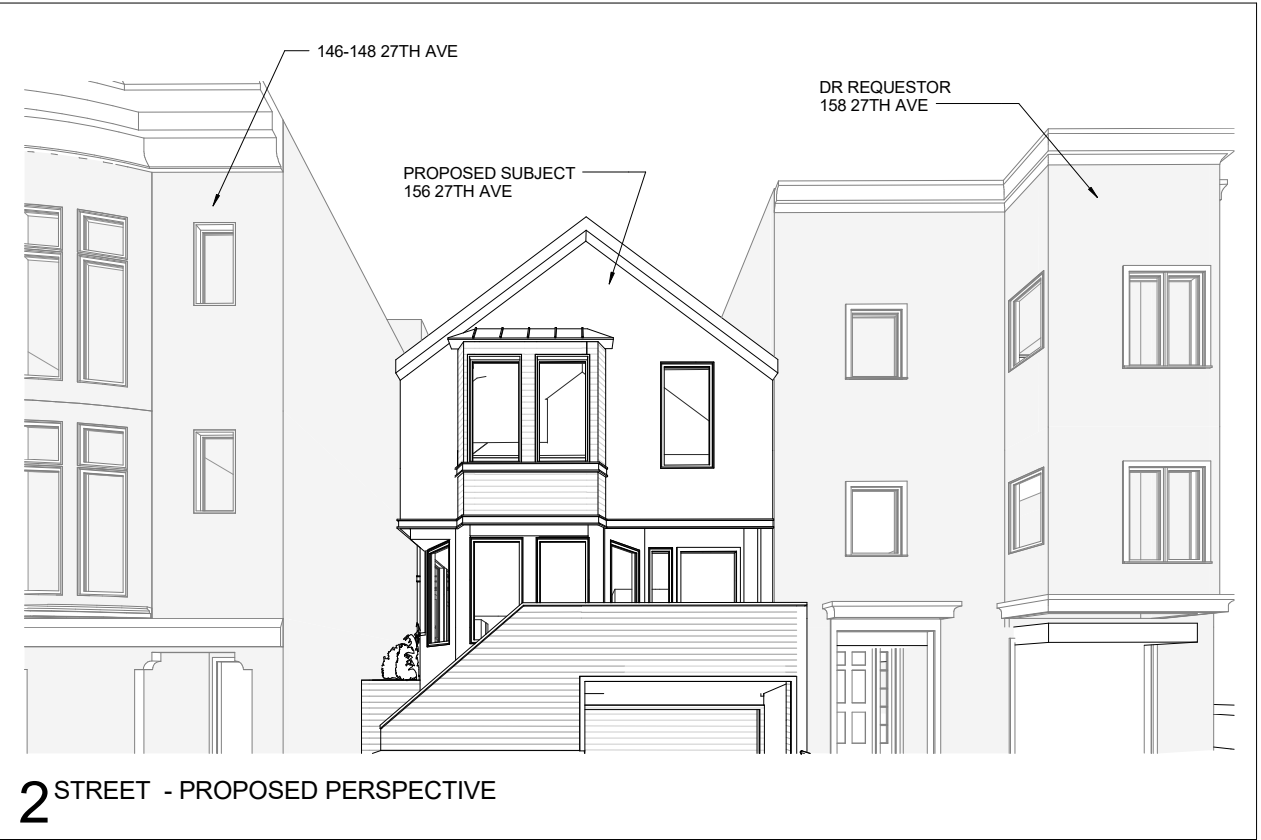 146-148 27TH AVE
DR REQUESTOR
158 27TH AVE
PROPOSED SUBJECT
156 27TH AVE
2 STREET - PROPOSED PERSPECTIVE